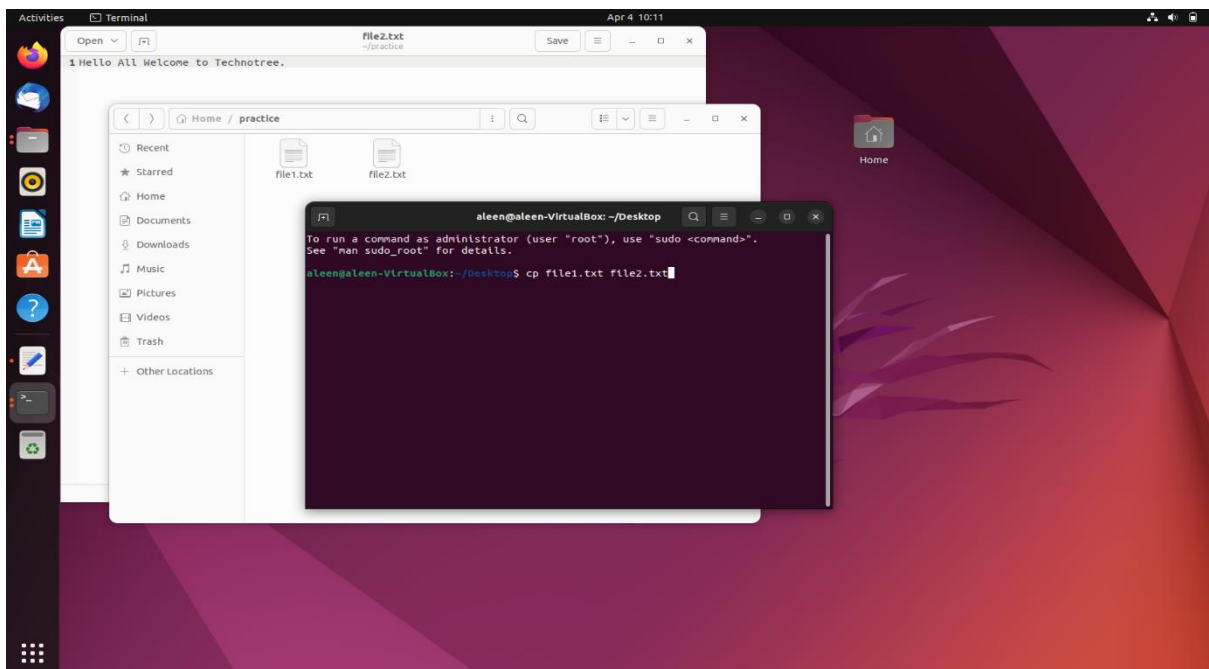 Activities Terminal Apr 4 10:11
Open file2.txt Save
~/practice
1 Hello All Welcome to Technotree.
Home / practice
Recent
Starred
Home
Documents
Downloads
Music
Pictures
Videos
Trash
+ Other Locations
file1.txt file2.txt
aleen@aleen-VirtualBox: ~/Desktop
To run a command as administrator (user "root"), use "sudo <command>".
See "man sudo_root" for details.
aleen@aleen-VirtualBox:~/Desktop$ cp file1.txt file2.txt
Home